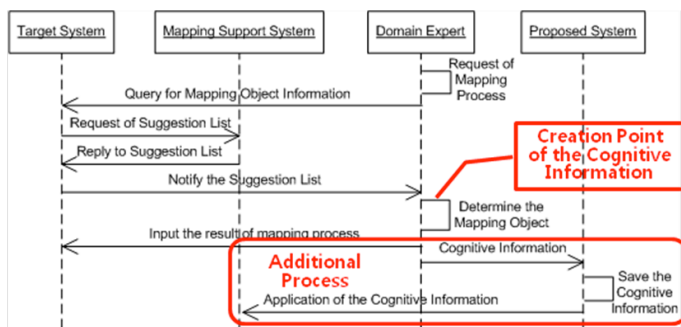 Target System
Mapping Support System
Domain Expert
Proposed System
Request of
Mapping
Process
Query for Mapping Object Information
Request of Suggestion List
Reply to Suggestion List
Creation Point
of the Cognitive
Information
Notify the Suggestion List
Determine the
Mapping Object
Input the result of mapping process
Cognitive Information
Additional
Process
Save the
Cognitive
Information
Application of the Cognitive Information